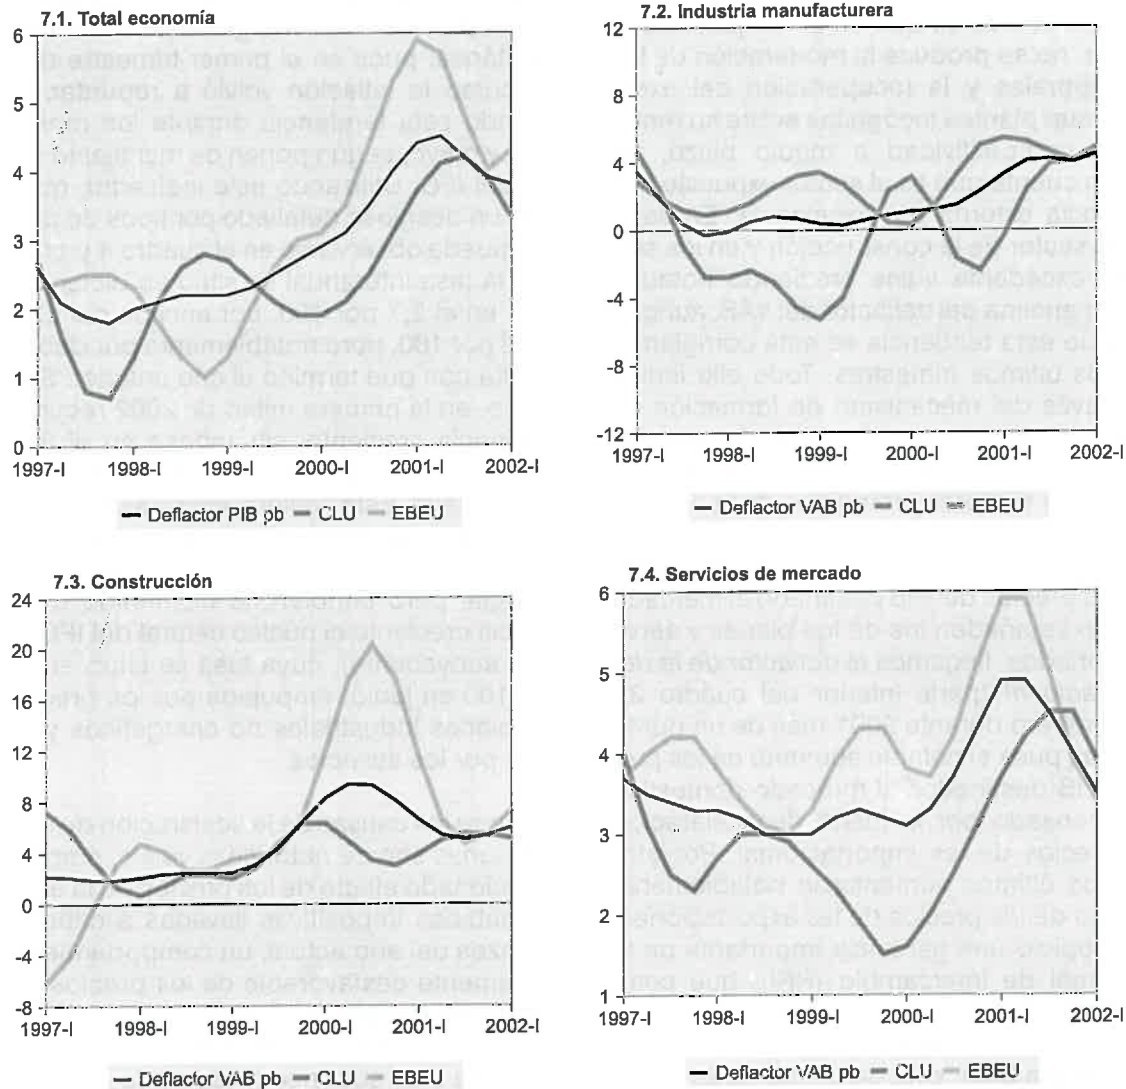 7.1. Total economía
6
5
4
3
2
1
0
1997-I 1998-I 1999-I 2000-I 2001-I 2002-I
Deflactor PIB pb CLU EBEU
7.2. Industria manufacturera
12
8
4
0
-4
-8
-12
1997-I 1998-I 1999-I 2000-I 2001-I 2002-I
Deflactor VAB pb CLU EBEU
7.3. Construcción
24
20
16
12
8
4
0
-4
-8
1997-I 1998-I 1999-I 2000-I 2001-I 2002-I
Deflactor VAB pb CLU EBEU
7.4. Servicios de mercado
6
5
4
3
2
1
1997-I 1998-I 1999-I 2000-I 2001-I 2002-I
Deflactor VAB pb CLU EBEU